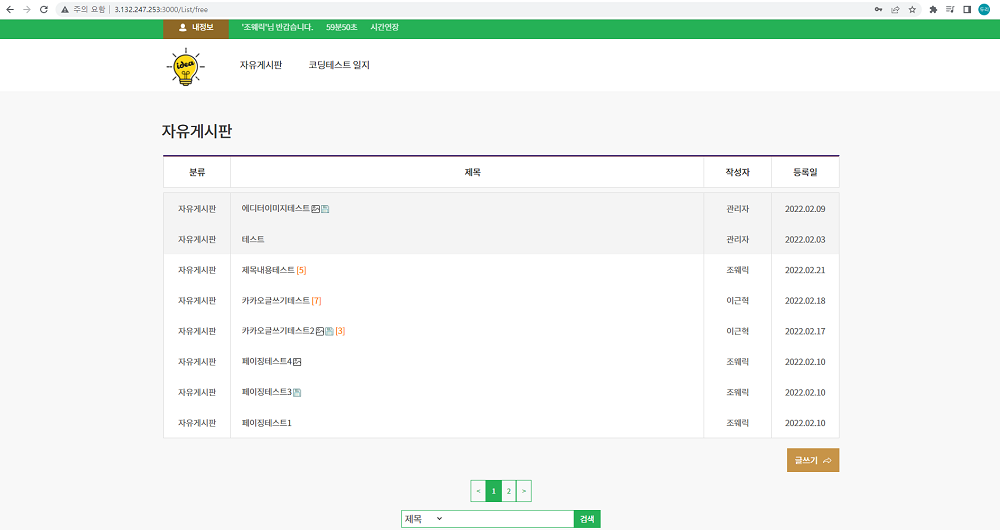 주의 요함 | 3.132.247.253:3000/List/free
두리
내정보 '조웨릭'님 반갑습니다. 59분50초 시간연장
idea
자유게시판 코딩테스트 일지
자유게시판
분류 제목 작성자 등록일
자유게시판 에디터이미지테스트 관리자 2022.02.09
자유게시판 테스트 관리자 2022.02.03
자유게시판 제목내용테스트 [5] 조웨릭 2022.02.21
자유게시판 카카오글쓰기테스트 [7] 이근혁 2022.02.18
자유게시판 카카오글쓰기테스트2 [3] 이근혁 2022.02.17
자유게시판 페이징테스트4 조웨릭 2022.02.10
자유게시판 페이징테스트3 조웨릭 2022.02.10
자유게시판 페이징테스트1 조웨릭 2022.02.10
글쓰기
< 1 2 >
제목 검색